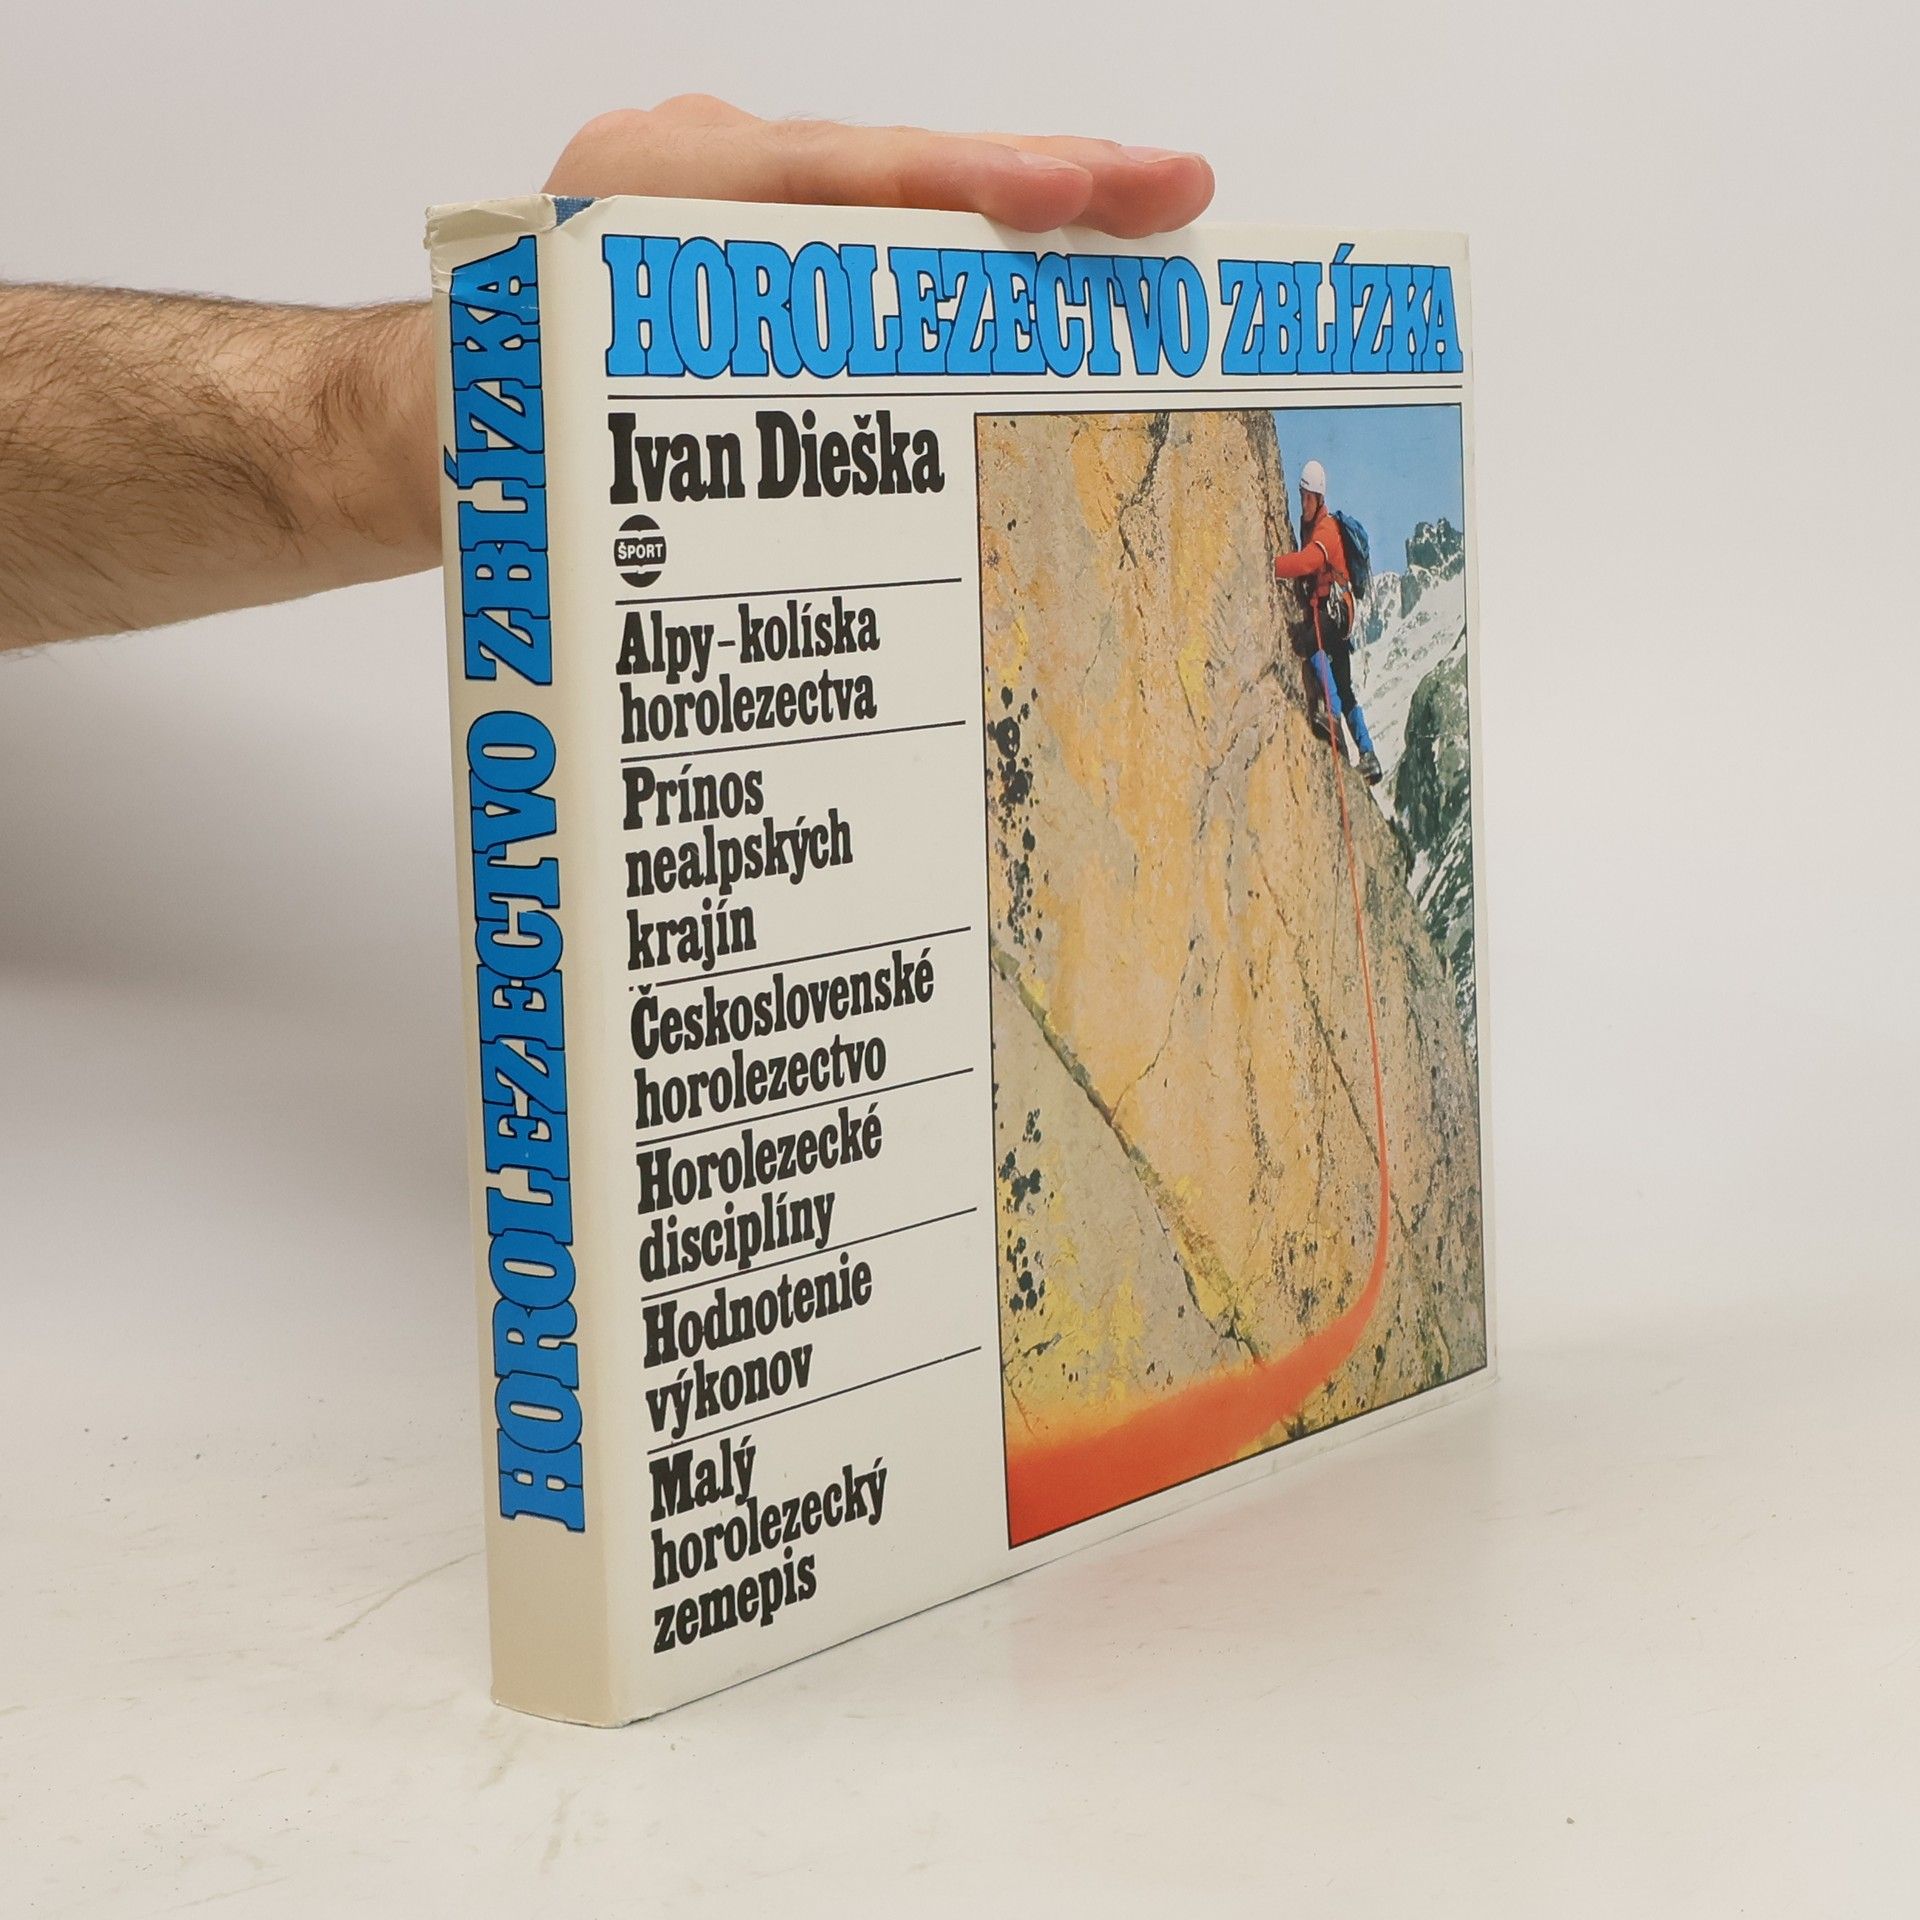 HOROLEZECTVO ZBLÍZKA
HOROLEZECTVO ZBLÍZKA
Ivan Dieška
ŠPORT
Alpy-kolíska
horolezectva
Prínos
nealpských
krajín
Československé
horolezectvo
Horolezecké
disciplíny
Hodnotenie
výkonov
Malý
horolezecký
zemepis